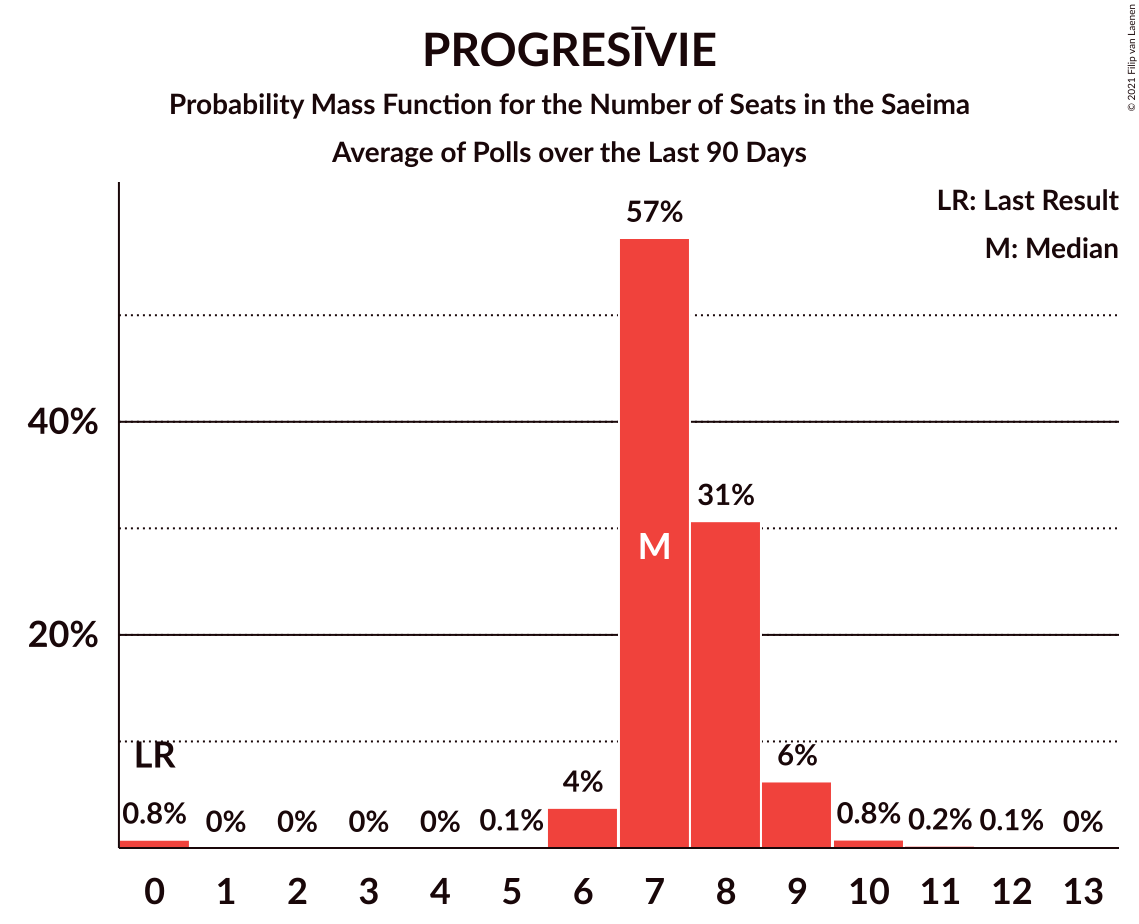 PROGRESĪVIE
Probability Mass Function for the Number of Seats in the Saeima
Average of Polls over the Last 90 Days
© 2021 Filip van Laenen
LR: Last Result
M: Median
57%
40%
31%
M
20%
LR
6%
4%
0.8% 0% 0% 0% 0% 0.1% 0.8% 0.2% 0.1% 0%
0 1 2 3 4 5 6 7 8 9 10 11 12 13